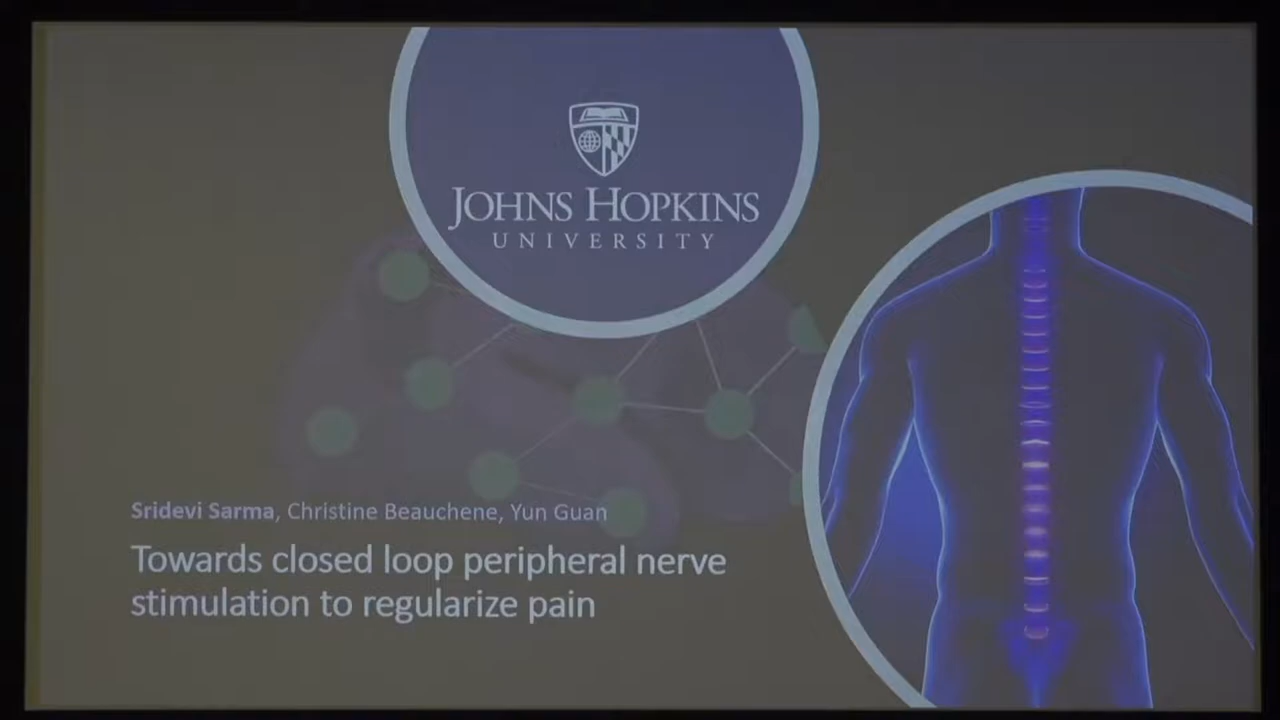 JOHNS HOPKINS
UNIVERSITY
Sridevi Sarma, Christine Beauchene, Yun Guan
Towards closed loop peripheral nerve
stimulation to regularize pain